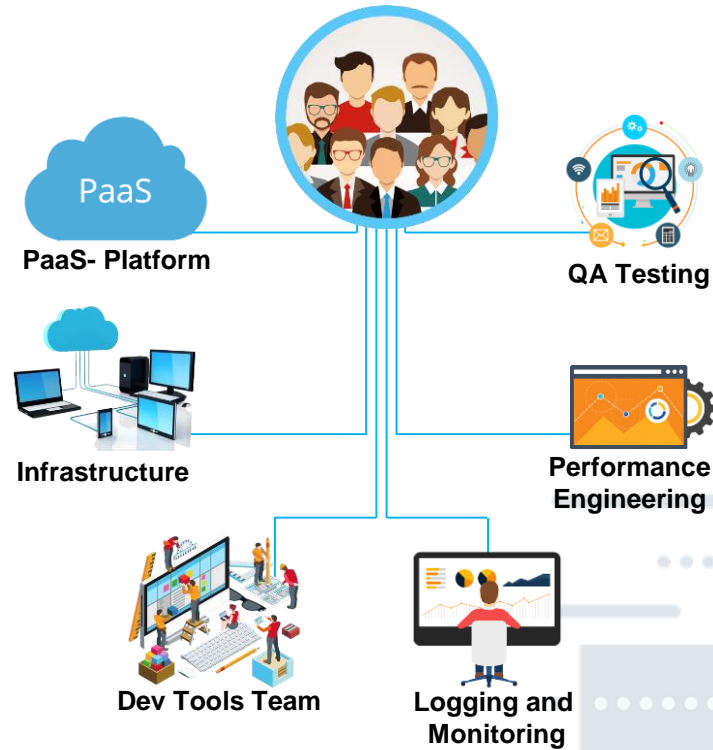 PaaS
PaaS- Platform
QA Testing
Infrastructure
Performance
Engineering
Dev Tools Team
Logging and
Monitoring